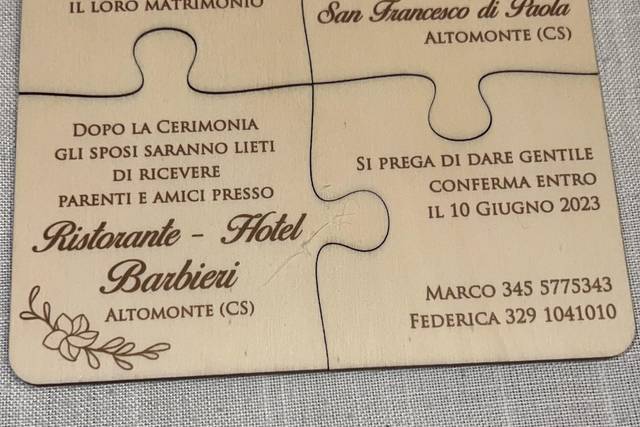 IL LORO MATRIMONIO
San Francesco di Paola
ALTOMONTE (CS)
DOPO LA CERIMONIA
GLI SPOSI SARANNO LIETI
DI RICEVERE
PARENTI E AMICI PRESSO
Ristorante - Hotel
Barbieri
ALTOMONTE (CS)
SI PREGA DI DARE GENTILE
CONFERMA ENTRO
IL 10 GIUGNO 2023
MARCO 345 5775343
FEDERICA 329 1041010